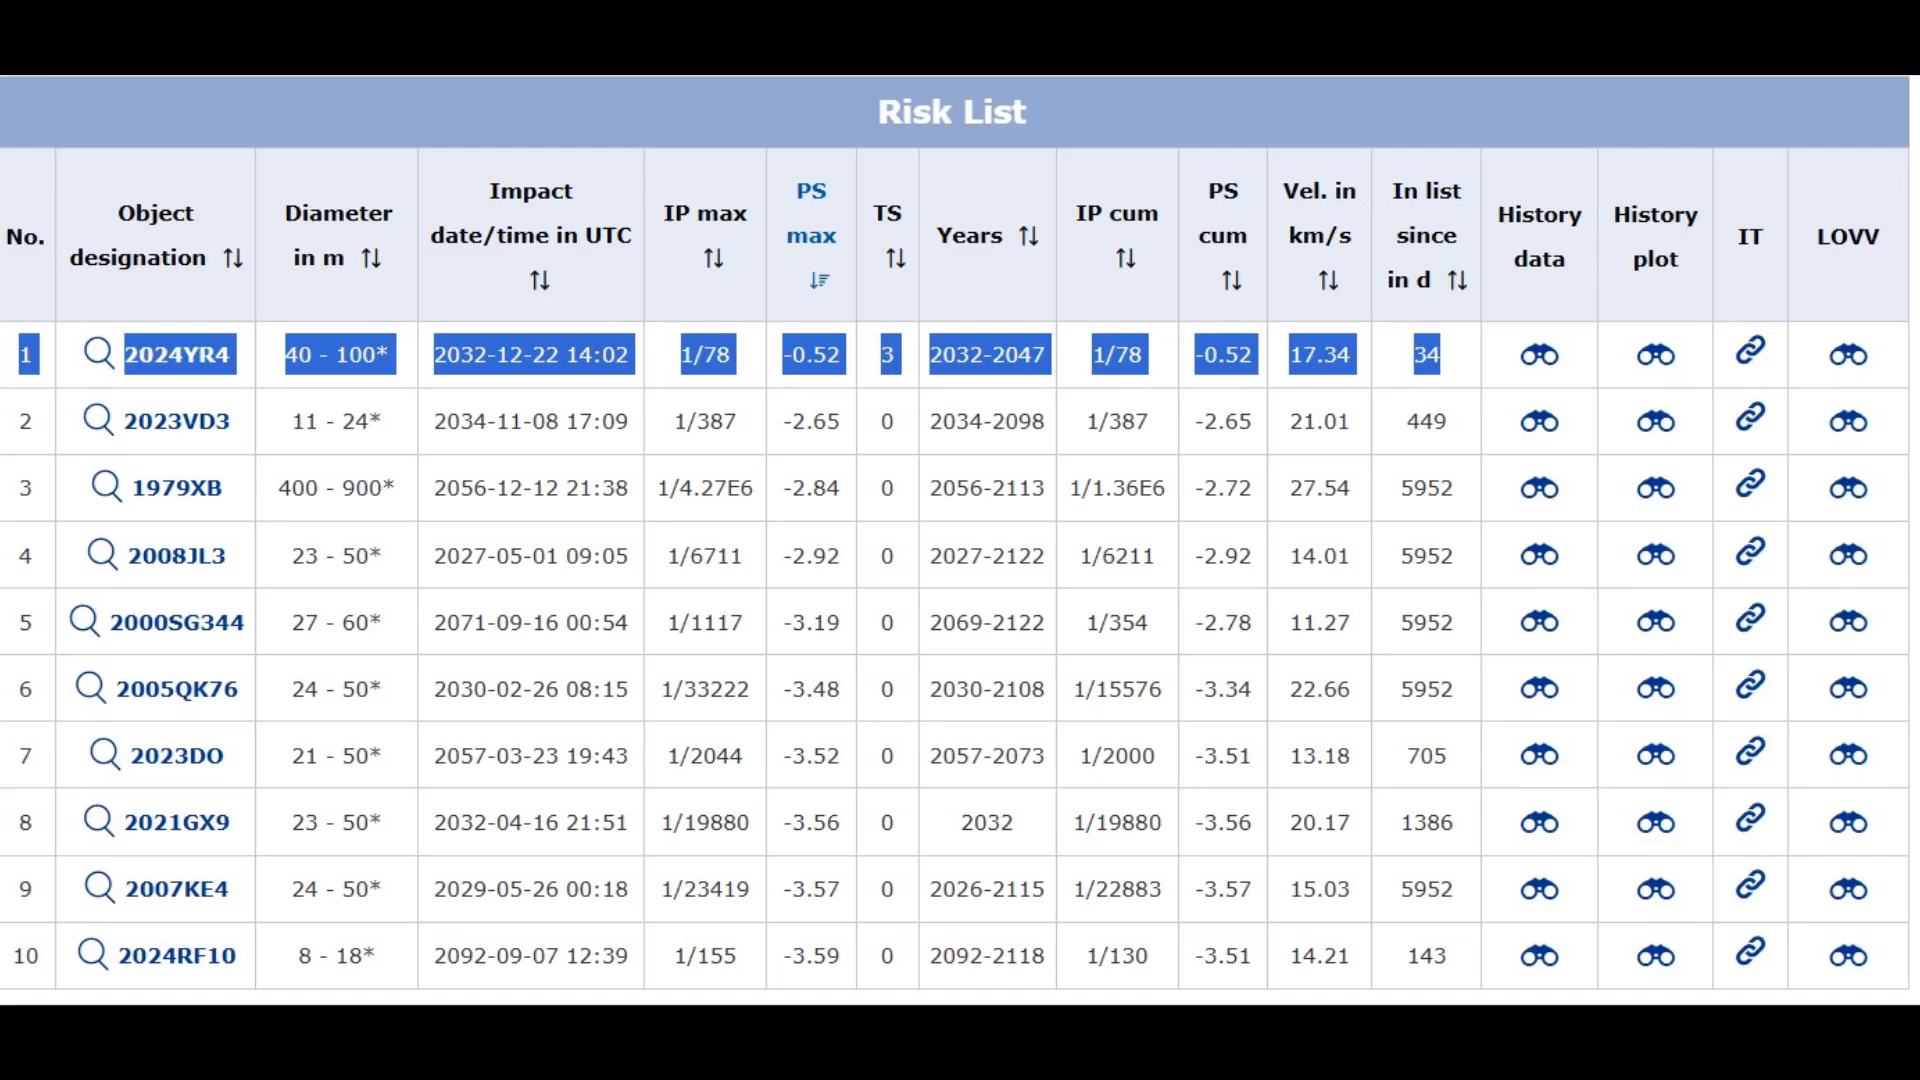 Risk List
No. Object designation Diameter in m Impact date/time in UTC IP max PS max TS Years IP cum PS cum Vel. in km/s In list since in d History data History plot IT LOVV
1 2024YR4 40 - 100* 2032-12-22 14:02 1/78 -0.52 3 2032-2047 1/78 -0.52 17.34 34
2 2023VD3 11 - 24* 2034-11-08 17:09 1/387 -2.65 0 2034-2098 1/387 -2.65 21.01 449
3 1979XB 400 - 900* 2056-12-12 21:38 1/4.27E6 -2.84 0 2056-2113 1/1.36E6 -2.72 27.54 5952
4 2008JL3 23 - 50* 2027-05-01 09:05 1/6711 -2.92 0 2027-2122 1/6211 -2.92 14.01 5952
5 2000SG344 27 - 60* 2071-09-16 00:54 1/1117 -3.19 0 2069-2122 1/354 -2.78 11.27 5952
6 2005QK76 24 - 50* 2030-02-26 08:15 1/33222 -3.48 0 2030-2108 1/15576 -3.34 22.66 5952
7 2023DO 21 - 50* 2057-03-23 19:43 1/2044 -3.52 0 2057-2073 1/2000 -3.51 13.18 705
8 2021GX9 23 - 50* 2032-04-16 21:51 1/19880 -3.56 0 2032 1/19880 -3.56 20.17 1386
9 2007KE4 24 - 50* 2029-05-26 00:18 1/23419 -3.57 0 2026-2115 1/22883 -3.57 15.03 5952
10 2024RF10 8 - 18* 2092-09-07 12:39 1/155 -3.59 0 2092-2118 1/130 -3.51 14.21 143